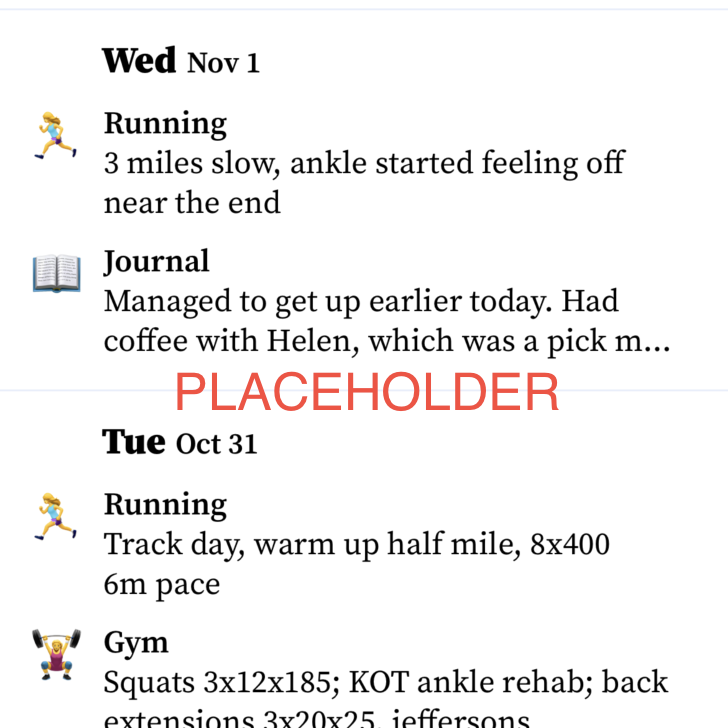 Wed Nov 1
Running
3 miles slow, ankle started feeling off
near the end
Journal
Managed to get up earlier today. Had
coffee with Helen, which was a pick m...
PLACEHOLDER
Tue Oct 31
Running
Track day, warm up half mile, 8x400
6m pace
Gym
Squats 3x12x185; KOT ankle rehab; back
extensions 3x20x25, jeffersons